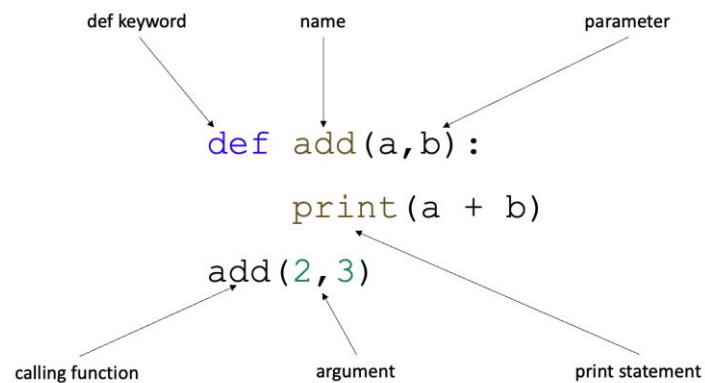 def keyword
name
parameter
def add(a,b):
print(a + b)
add(2,3)
calling function
argument
print statement